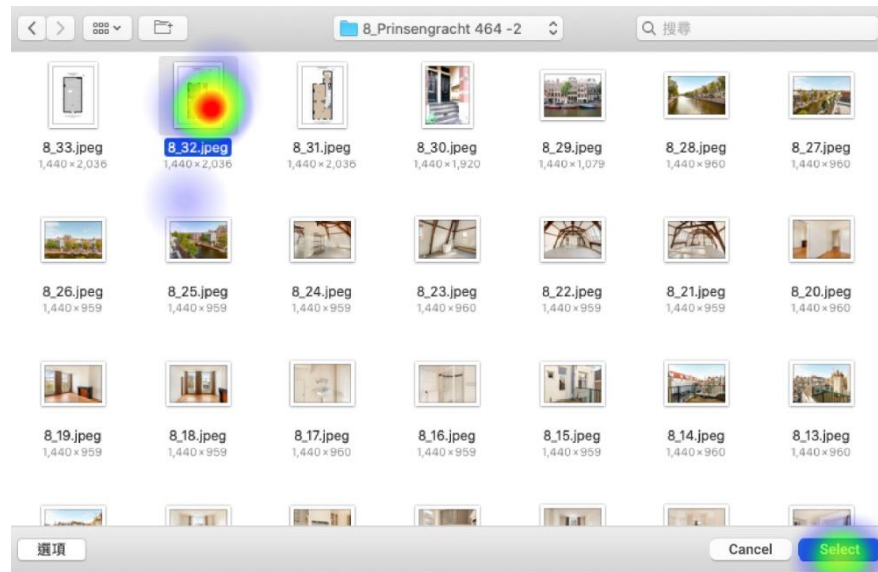 8_Prinsengracht 464 -2
搜尋
8_33.jpeg
1,440 × 2,036
8_32.jpeg
1,440 × 2,036
8_31.jpeg
1,440 × 2,036
8_30.jpeg
1,440 × 1,920
8_29.jpeg
1,440 × 1,079
8_28.jpeg
1,440 × 960
8_27.jpeg
1,440 × 960
8_26.jpeg
1,440 × 959
8_25.jpeg
1,440 × 959
8_24.jpeg
1,440 × 959
8_23.jpeg
1,440 × 960
8_22.jpeg
1,440 × 959
8_21.jpeg
1,440 × 960
8_20.jpeg
1,440 × 960
8_19.jpeg
1,440 × 959
8_18.jpeg
1,440 × 959
8_17.jpeg
1,440 × 960
8_16.jpeg
1,440 × 959
8_15.jpeg
1,440 × 959
8_14.jpeg
1,440 × 960
8_13.jpeg
1,440 × 960
選項
Cancel
Select